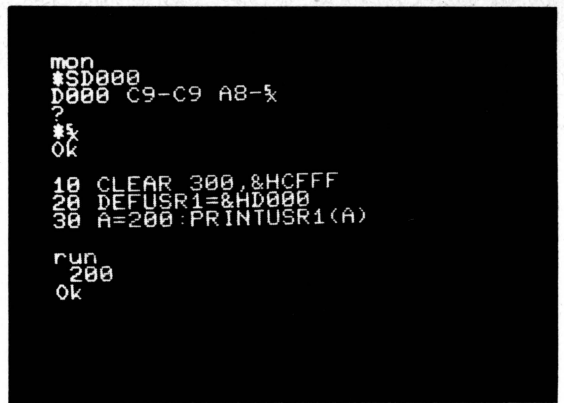 mon
*SD000
D000 C9-C9 A8-␛
?
*␛
Ok
10 CLEAR 300,&HCFFF
20 DEFUSR1=&HD000
30 A=200:PRINTUSR1(A)
run
200
Ok